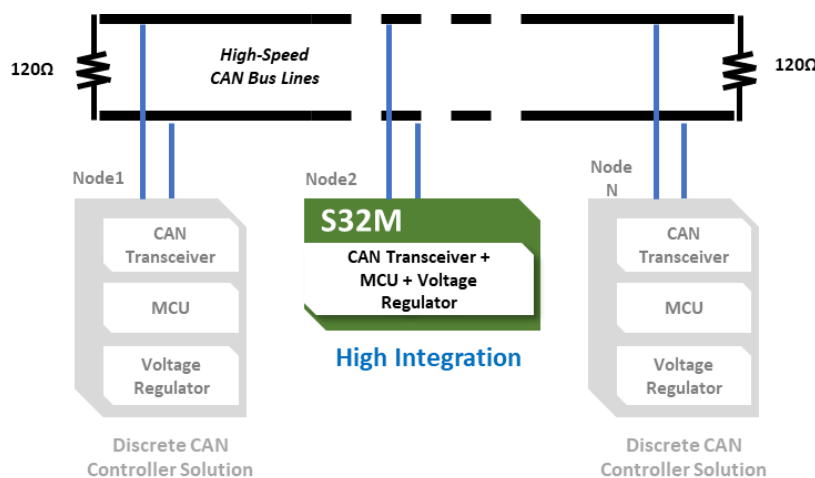 120Ω
High-Speed
CAN Bus Lines
120Ω
Node1
Node2
Node
N
CAN
Transceiver
MCU
Voltage
Regulator
S32M
CAN Transceiver +
MCU + Voltage
Regulator
High Integration
CAN
Transceiver
MCU
Voltage
Regulator
Discrete CAN
Controller Solution
Discrete CAN
Controller Solution